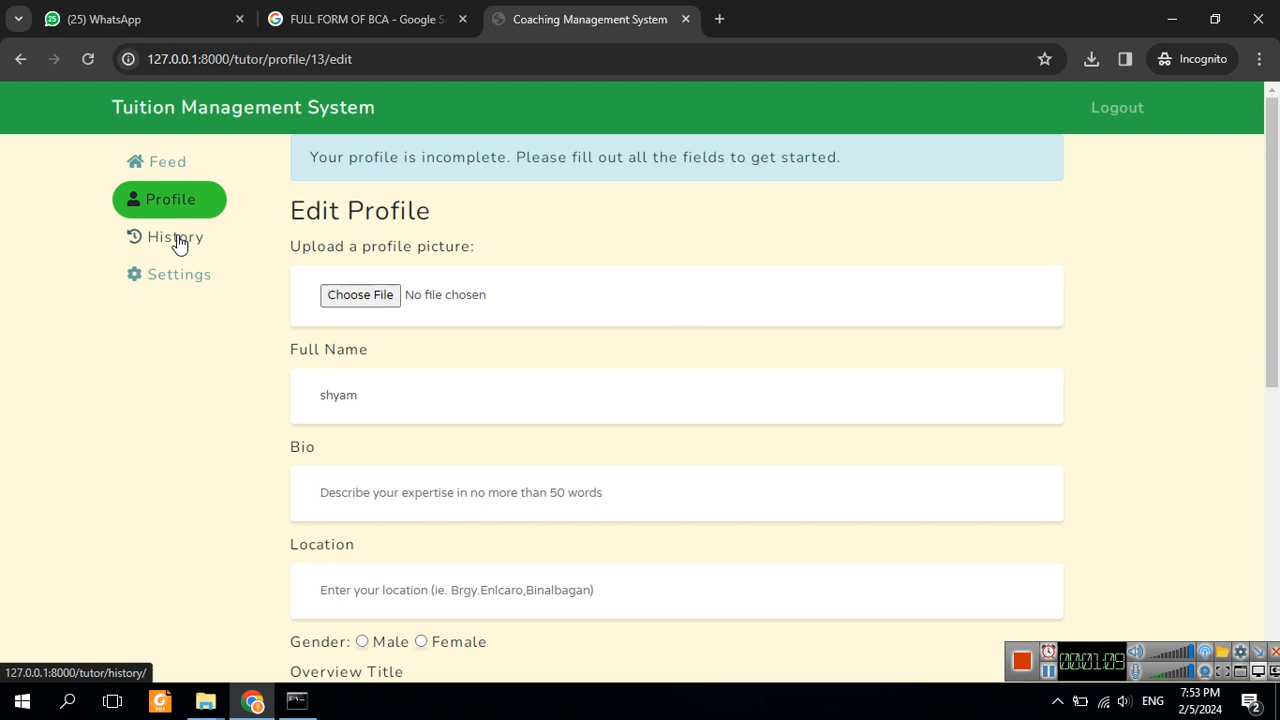 (25) WhatsApp
FULL FORM OF BCA - Google S
Coaching Management System
127.0.0.1:8000/tutor/profile/13/edit
Incognito
Tuition Management System
Logout
Feed
Profile
History
Settings
Your profile is incomplete. Please fill out all the fields to get started.
Edit Profile
Upload a profile picture:
Choose File No file chosen
Full Name
shyam
Bio
Describe your expertise in no more than 50 words
Location
Enter your location (ie. Brgy.Enlcaro,Binalbagan)
Gender: Male Female
Overview Title
127.0.0.1:8000/tutor/history/
00:01:09
ENG
7:53 PM
2/5/2024
2